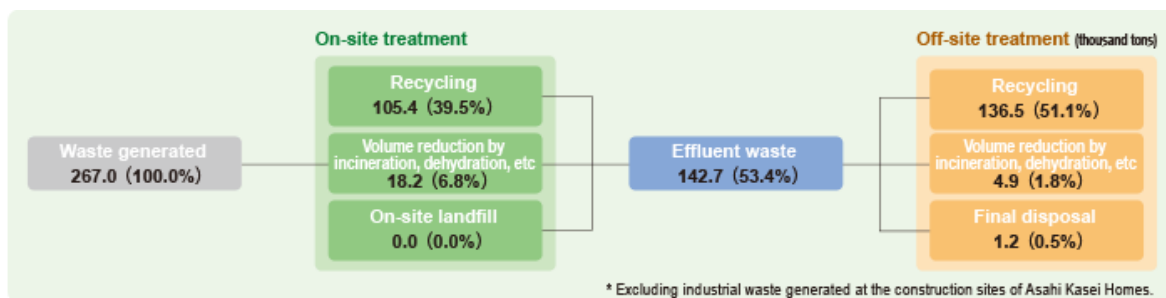 On-site treatment
Off-site treatment (thousand tons)
Waste generated
267.0 (100.0%)
Recycling
105.4 (39.5%)
Volume reduction by
incineration, dehydration, etc
18.2 (6.8%)
On-site landfill
0.0 (0.0%)
Effluent waste
142.7 (53.4%)
Recycling
136.5 (51.1%)
Volume reduction by
incineration, dehydration, etc
4.9 (1.8%)
Final disposal
1.2 (0.5%)
* Excluding industrial waste generated at the construction sites of Asahi Kasei Homes.